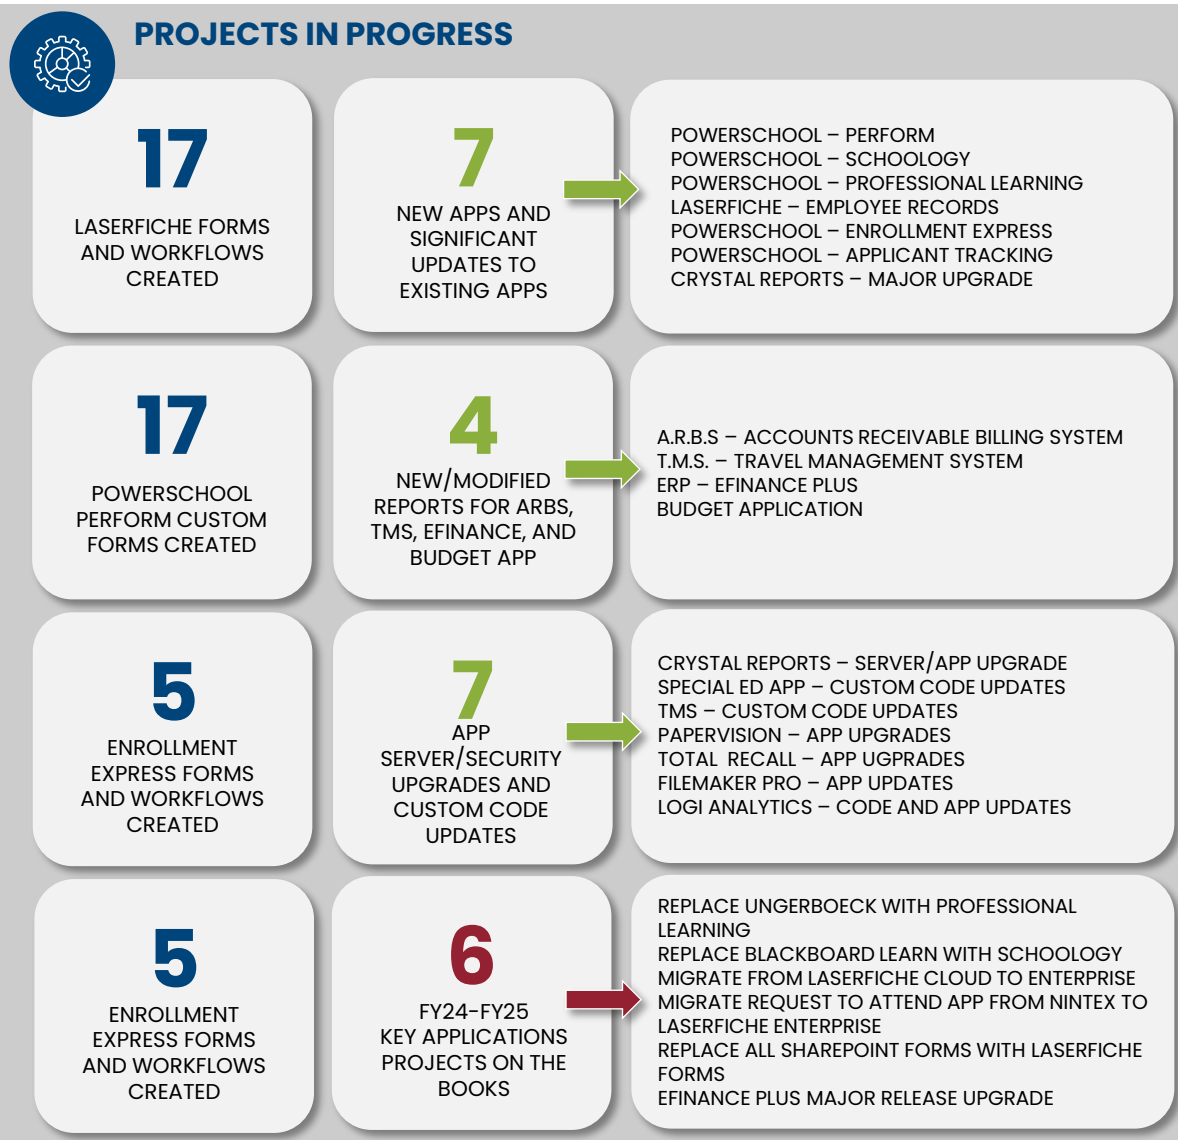 PROJECTS IN PROGRESS
17
LASERFICHE FORMS
AND WORKFLOWS
CREATED
7
NEW APPS AND
SIGNIFICANT
UPDATES TO
EXISTING APPS
POWERSCHOOL – PERFORM
POWERSCHOOL – SCHOOLOGY
POWERSCHOOL – PROFESSIONAL LEARNING
LASERFICHE – EMPLOYEE RECORDS
POWERSCHOOL – ENROLLMENT EXPRESS
POWERSCHOOL – APPLICANT TRACKING
CRYSTAL REPORTS – MAJOR UPGRADE
17
POWERSCHOOL
PERFORM CUSTOM
FORMS CREATED
4
NEW/MODIFIED
REPORTS FOR ARBS,
TMS, EFINANCE, AND
BUDGET APP
A.R.B.S – ACCOUNTS RECEIVABLE BILLING SYSTEM
T.M.S. – TRAVEL MANAGEMENT SYSTEM
ERP – EFINANCE PLUS
BUDGET APPLICATION
5
ENROLLMENT
EXPRESS FORMS
AND WORKFLOWS
CREATED
7
APP
SERVER/SECURITY
UPGRADES AND
CUSTOM CODE
UPDATES
CRYSTAL REPORTS – SERVER/APP UPGRADE
SPECIAL ED APP – CUSTOM CODE UPDATES
TMS – CUSTOM CODE UPDATES
PAPERVISION – APP UPGRADES
TOTAL RECALL – APP UGPRADES
FILEMAKER PRO – APP UPDATES
LOGI ANALYTICS – CODE AND APP UPDATES
5
ENROLLMENT
EXPRESS FORMS
AND WORKFLOWS
CREATED
6
FY24-FY25
KEY APPLICATIONS
PROJECTS ON THE
BOOKS
REPLACE UNGERBOECK WITH PROFESSIONAL
LEARNING
REPLACE BLACKBOARD LEARN WITH SCHOOLOGY
MIGRATE FROM LASERFICHE CLOUD TO ENTERPRISE
MIGRATE REQUEST TO ATTEND APP FROM NINTEX TO
LASERFICHE ENTERPRISE
REPLACE ALL SHAREPOINT FORMS WITH LASERFICHE
FORMS
EFINANCE PLUS MAJOR RELEASE UPGRADE